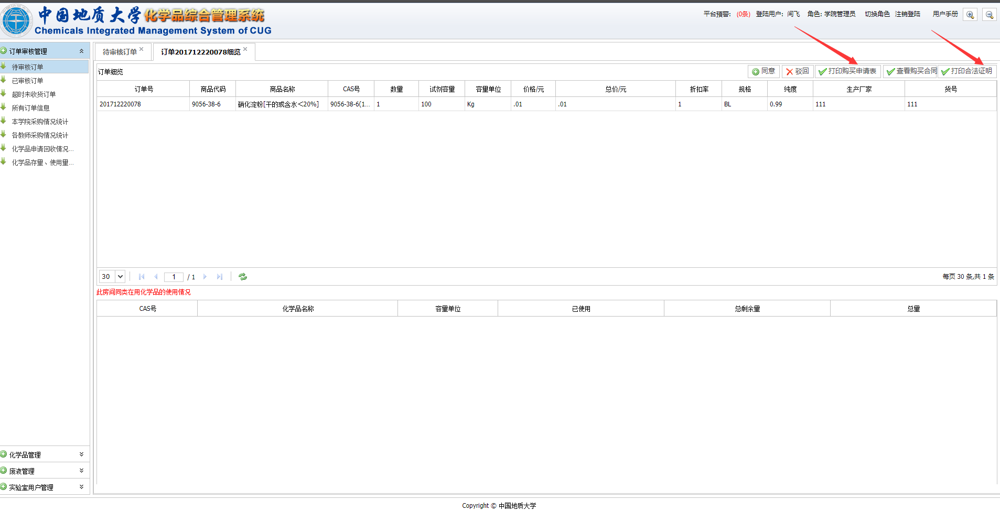 中国地质大学化学品综合管理系统
Chemicals Integrated Management System of CUG
平台预警: (0条) 登陆用户: 闫飞 角色: 学院管理员 切换角色 注销登陆 用户手册
订单审核管理
待审核订单
已审核订单
超时未收货订单
所有订单信息
本学院采购情况统计
各教师采购情况统计
化学品申请回收情况...
化学品存量、使用量...
化学品管理
废液管理
实验室用户管理
待审核订单 订单201712220078细览
订单细览 同意 驳回 打印购买申请表 查看购买合同 打印合法证明
订单号 商品代码 商品名称 CAS号 数量 试剂容量 容量单位 价格/元 总价/元 折扣率 规格 纯度 生产厂家 货号
201712220078 9056-38-6 硝化淀粉[干的或含水<20%] 9056-38-6(1... 1 100 Kg .01 .01 1 BL 0.99 111 111
30 1 / 1 每页 30 条,共 1 条
此房间同类在用化学品的使用情况
CAS号 化学品名称 容量单位 已使用 总剩余量 总量
Copyright © 中国地质大学